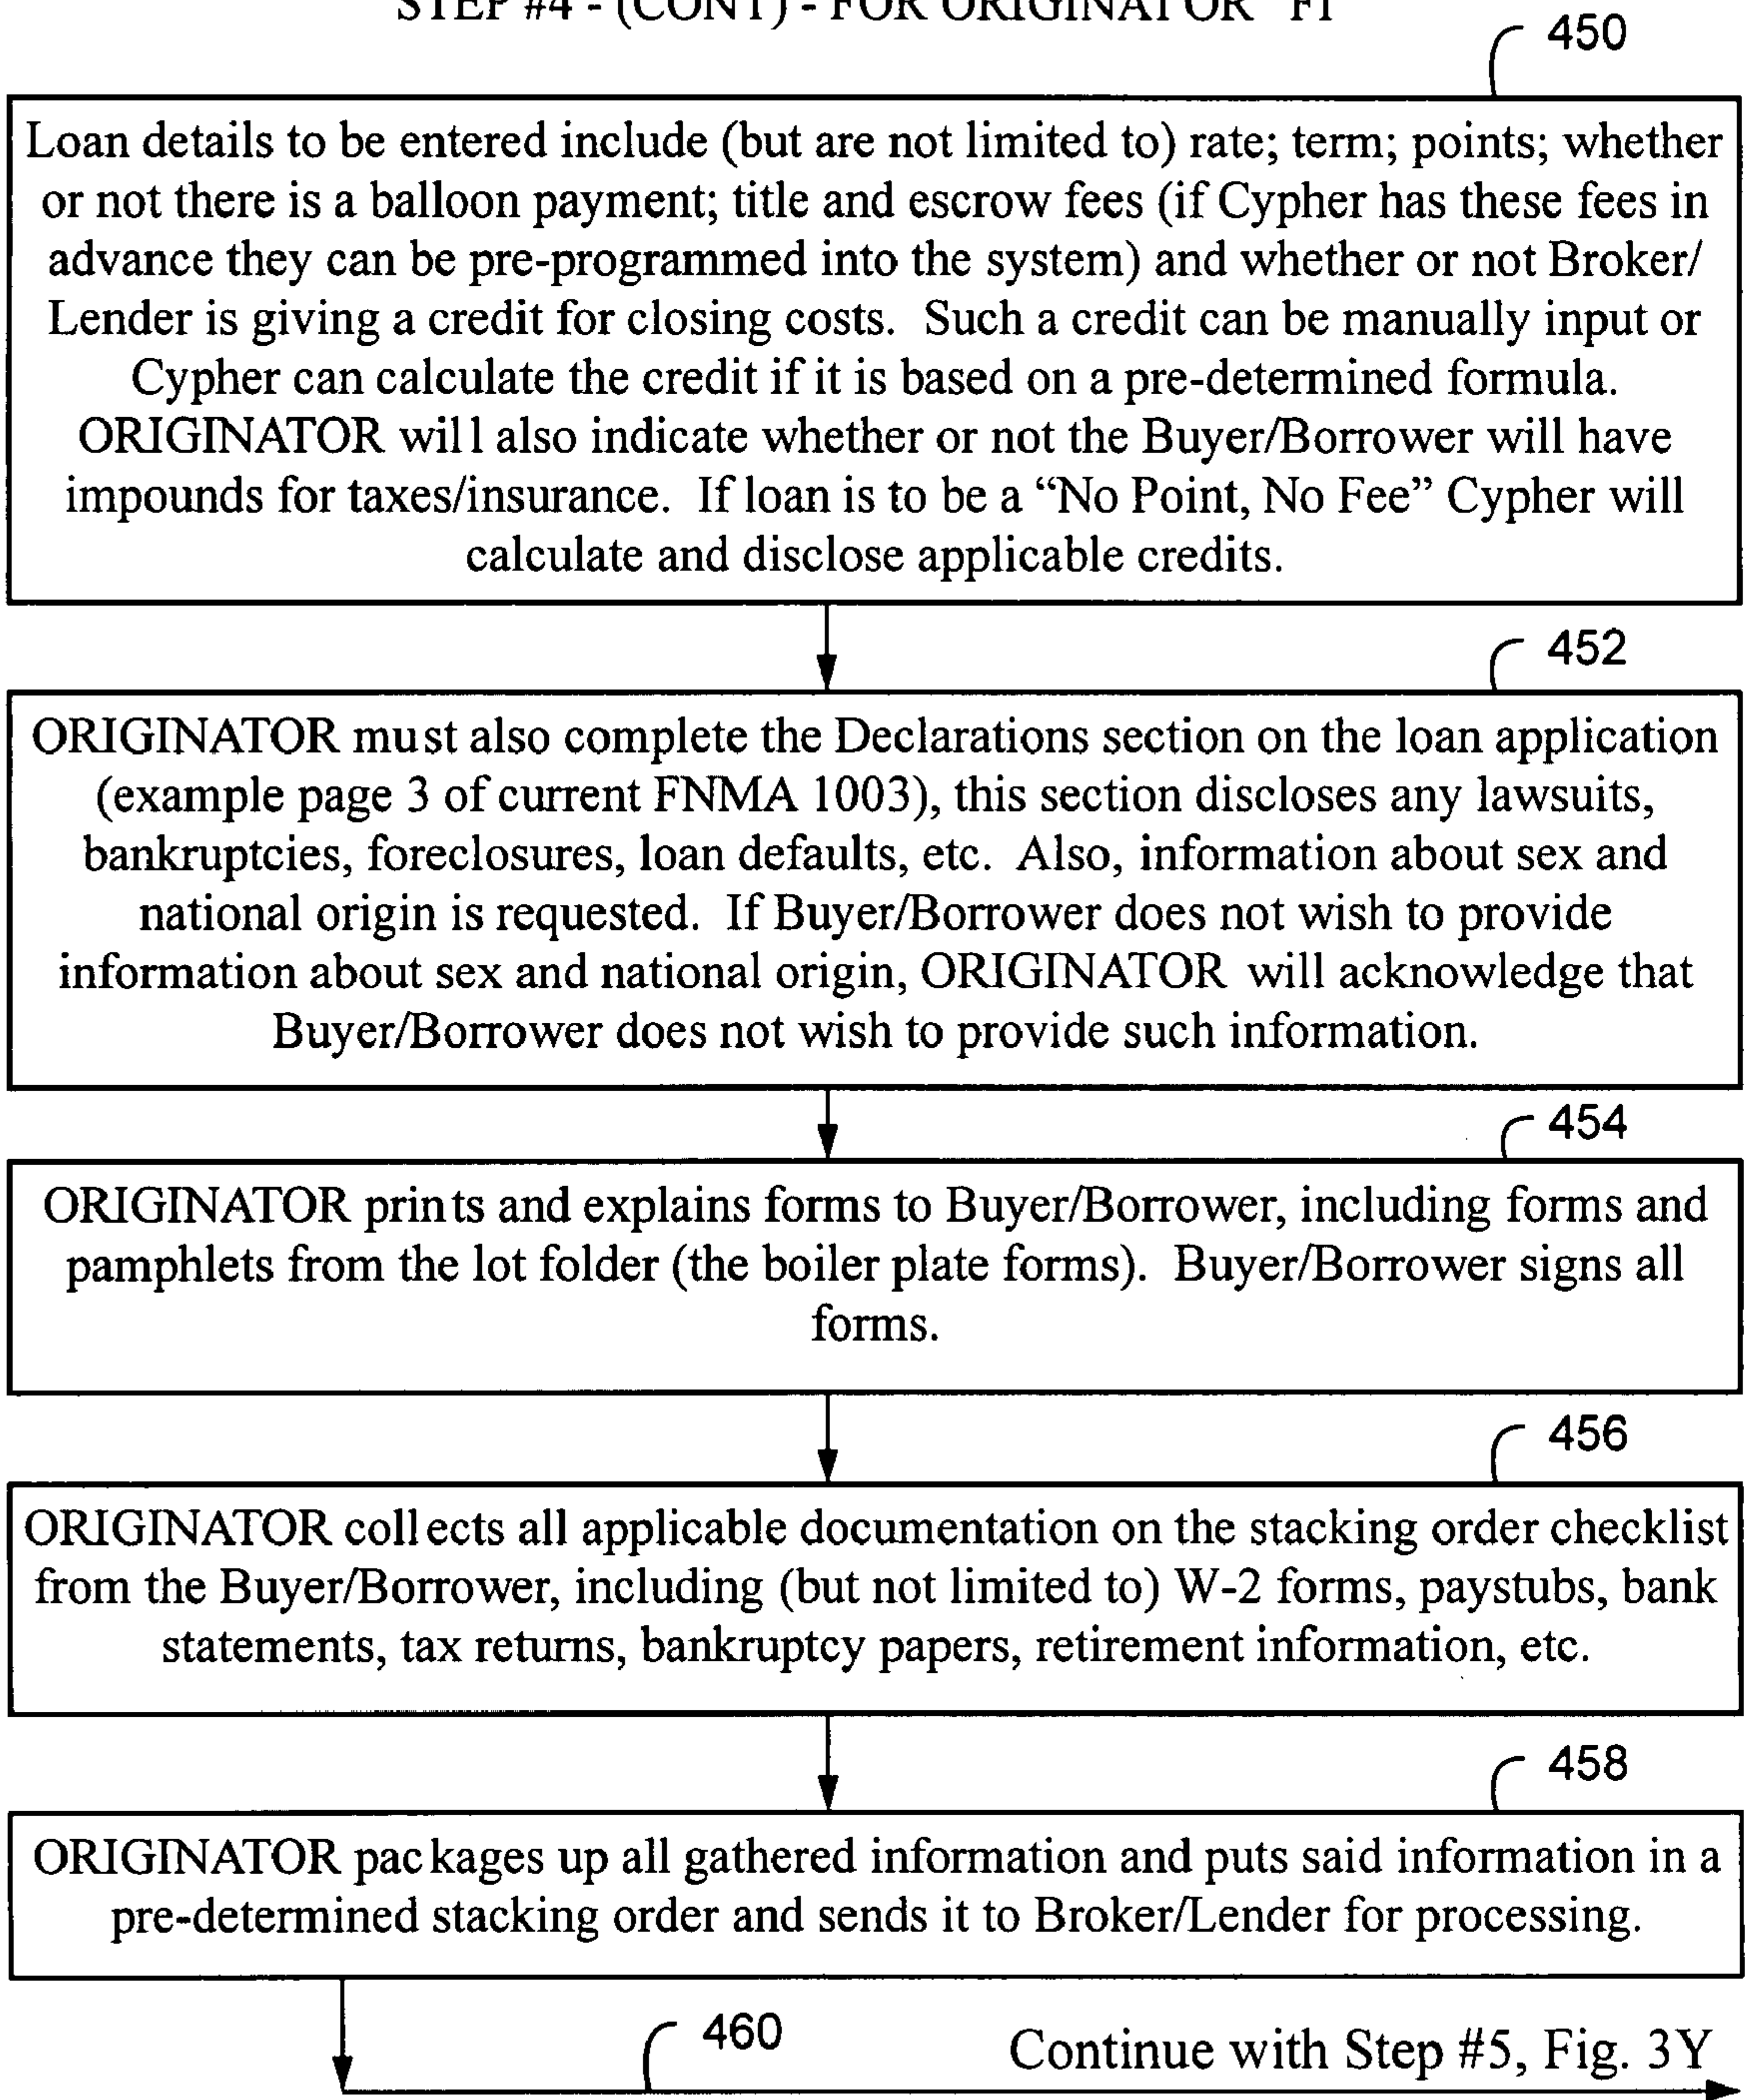 STEP #4 - (CONT) - FOR ORIGINATOR "FI
450
Loan details to be entered include (but are not limited to) rate; term; points; whether
or not there is a balloon payment; title and escrow fees (if Cypher has these fees in
advance they can be pre-programmed into the system) and whether or not Broker/
Lender is giving a credit for closing costs.  Such a credit can be manually input or
Cypher can calculate the credit if it is based on a pre-determined formula.
ORIGINATOR will also indicate whether or not the Buyer/Borrower will have
impounds for taxes/insurance.  If loan is to be a “No Point, No Fee” Cypher will
calculate and disclose applicable credits.
452
ORIGINATOR must also complete the Declarations section on the loan application
(example page 3 of current FNMA 1003), this section discloses any lawsuits,
bankruptcies, foreclosures, loan defaults, etc.  Also, information about sex and
national origin is requested.  If Buyer/Borrower does not wish to provide
information about sex and national origin, ORIGINATOR will acknowledge that
Buyer/Borrower does not wish to provide such information.
454
ORIGINATOR prints and explains forms to Buyer/Borrower, including forms and
pamphlets from the lot folder (the boiler plate forms).  Buyer/Borrower signs all
forms.
456
ORIGINATOR collects all applicable documentation on the stacking order checklist
from the Buyer/Borrower, including (but not limited to) W-2 forms, paystubs, bank
statements, tax returns, bankruptcy papers, retirement information, etc.
458
ORIGINATOR packages up all gathered information and puts said information in a
pre-determined stacking order and sends it to Broker/Lender for processing.
460
Continue with Step #5, Fig. 3Y